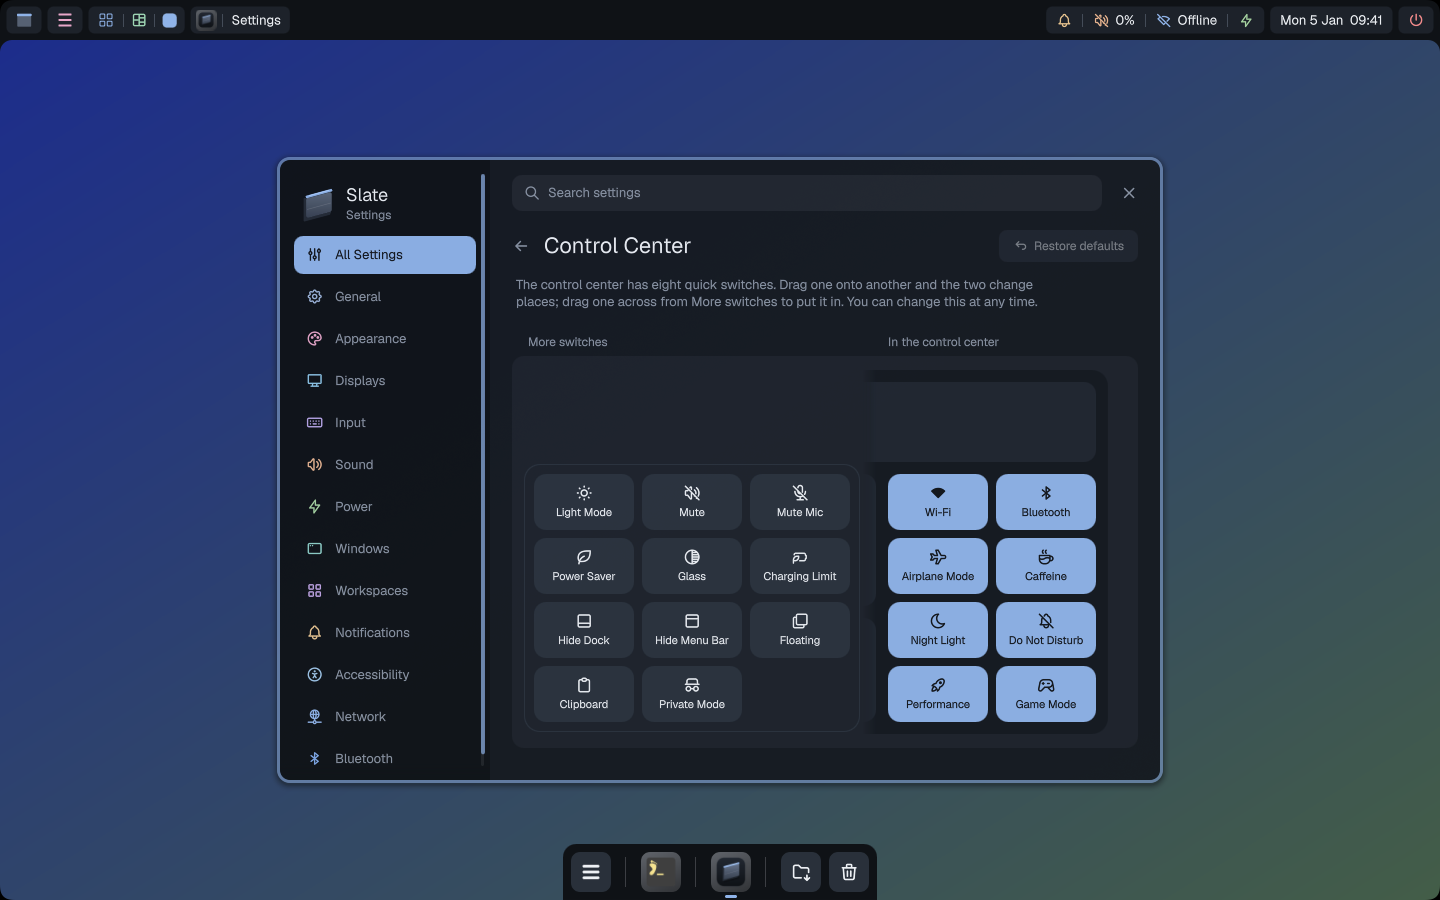 Settings
0%
Offline
Mon 5 Jan 09:41
Slate
Settings
All Settings
General
Appearance
Displays
Input
Sound
Power
Windows
Workspaces
Notifications
Accessibility
Network
Bluetooth
Search settings
Control Center
Restore defaults
The control center has eight quick switches. Drag one onto another and the two change
places; drag one across from More switches to put it in. You can change this at any time.
More switches
In the control center
Light Mode
Mute
Mute Mic
Wi-Fi
Bluetooth
Power Saver
Glass
Charging Limit
Airplane Mode
Caffeine
Hide Dock
Hide Menu Bar
Floating
Night Light
Do Not Disturb
Clipboard
Private Mode
Performance
Game Mode